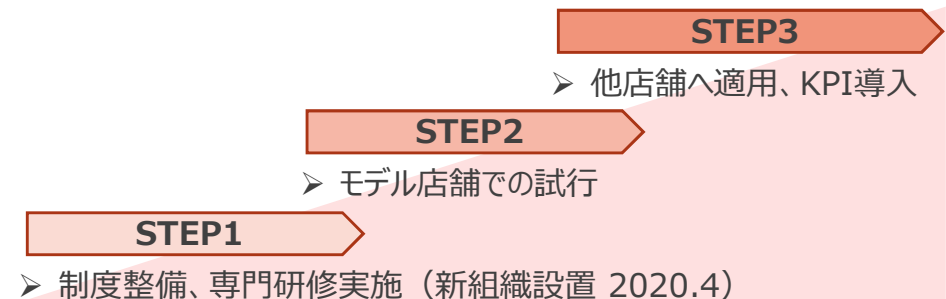 STEP3
➢ 他店舗へ適用、KPI導入
STEP2
➢ モデル店舗での試行
STEP1
➢ 制度整備、専門研修実施（新組織設置 2020.4）